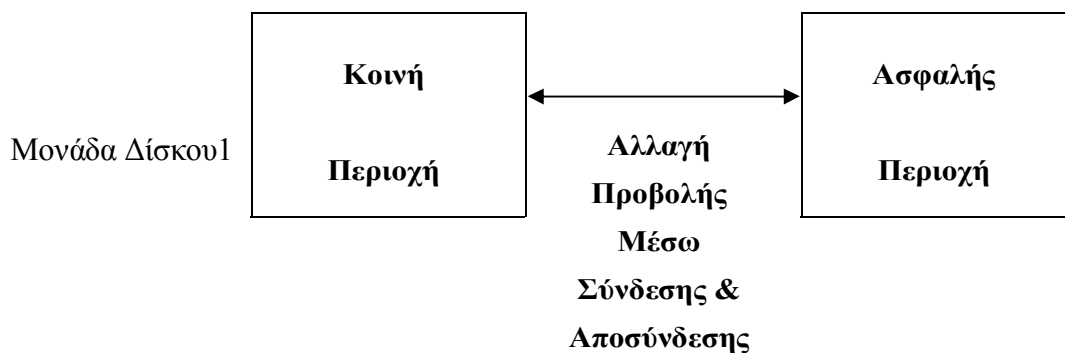 Κοινή
Περιοχή
Ασφαλής
Περιοχή
Μονάδα Δίσκου1
Αλλαγή
Προβολής
Μέσω
Σύνδεσης &
Αποσύνδεσης